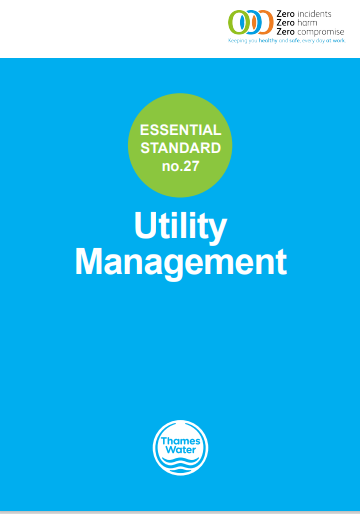 Zero incidents
Zero harm
Zero compromise
Keeping you healthy and safe, every day at work.
ESSENTIAL
STANDARD
no.27
Utility
Management
Thames
Water